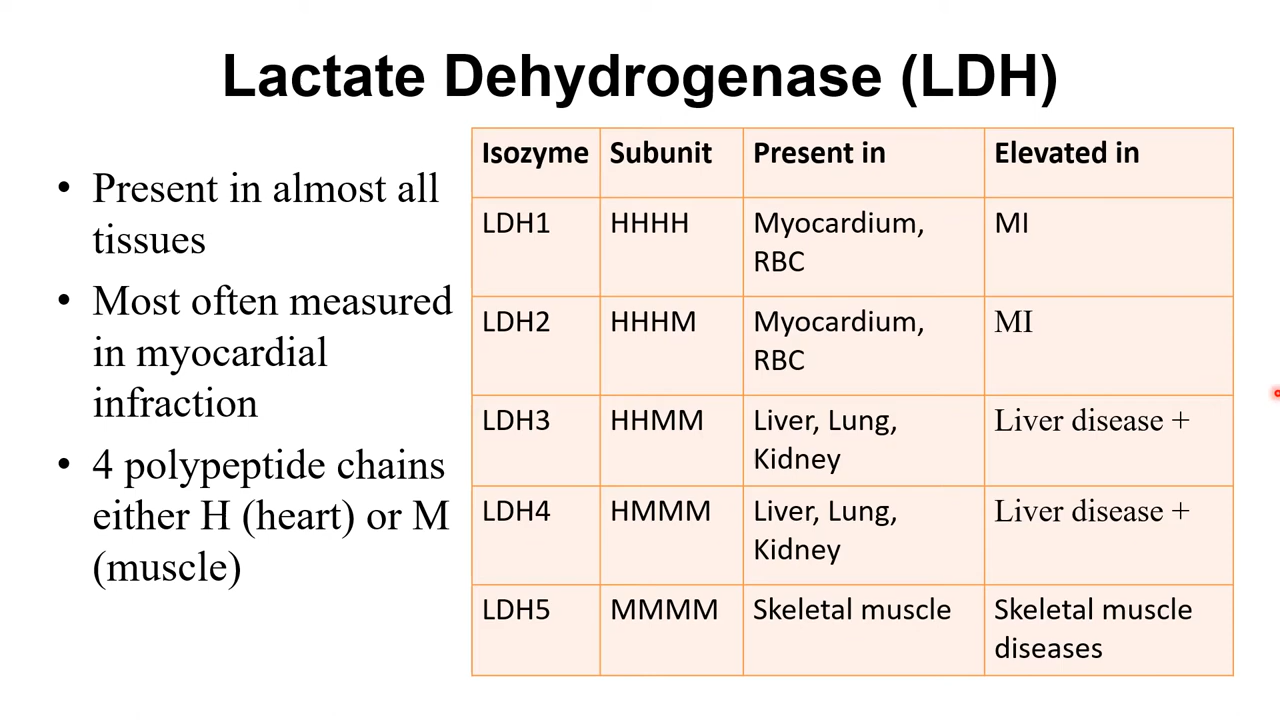 Lactate Dehydrogenase (LDH)
• Present in almost all
tissues
• Most often measured
in myocardial
infraction
• 4 polypeptide chains
either H (heart) or M
(muscle)
Isozyme Subunit Present in Elevated in
LDH1 HHHH Myocardium, MI
RBC
LDH2 HHHM Myocardium, MI
RBC
LDH3 HHMM Liver, Lung, Liver disease +
Kidney
LDH4 HMMM Liver, Lung, Liver disease +
Kidney
LDH5 MMMM Skeletal muscle Skeletal muscle
diseases